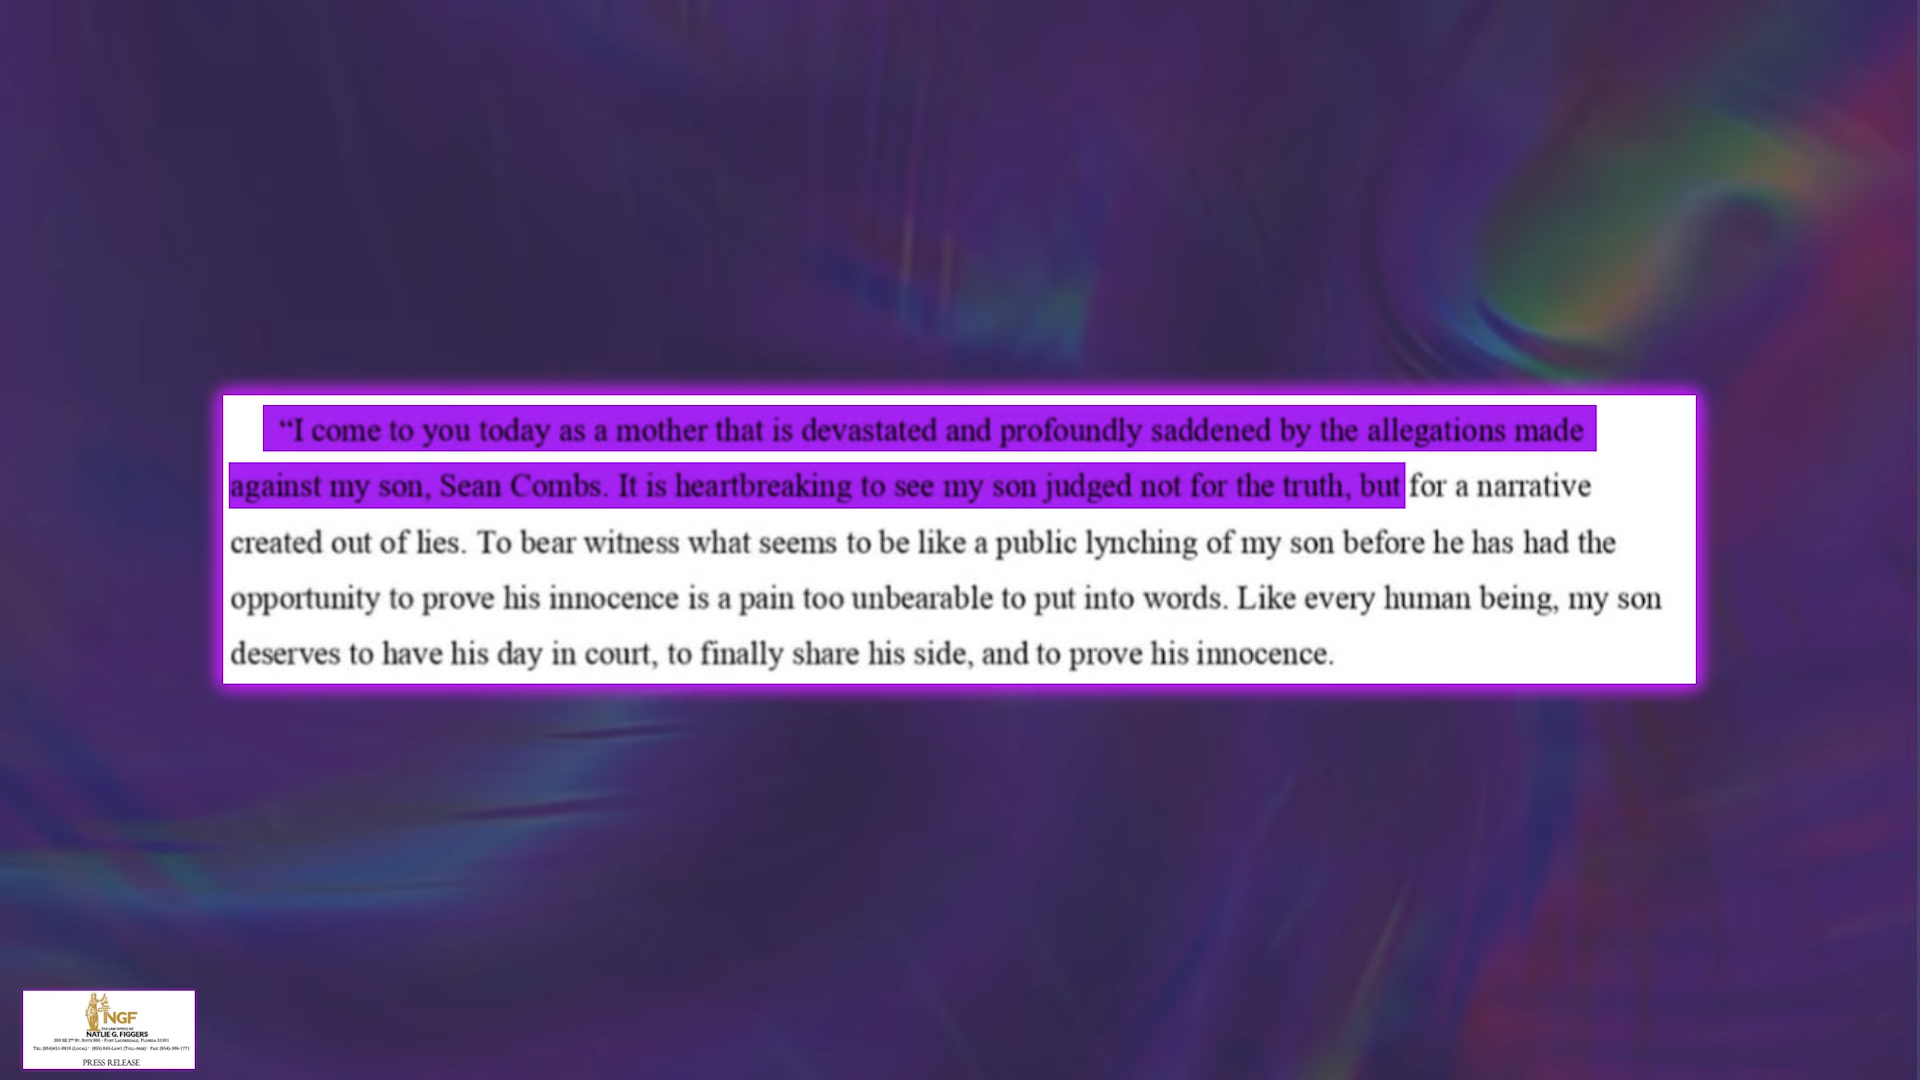 “I come to you today as a mother that is devastated and profoundly saddened by the allegations made
against my son, Sean Combs. It is heartbreaking to see my son judged not for the truth, but for a narrative
created out of lies. To bear witness what seems to be like a public lynching of my son before he has had the
opportunity to prove his innocence is a pain too unbearable to put into words. Like every human being, my son
deserves to have his day in court, to finally share his side, and to prove his innocence.
NGF
THE LAW OFFICE OF
NATLIE G. FIGGERS
PRESS RELEASE